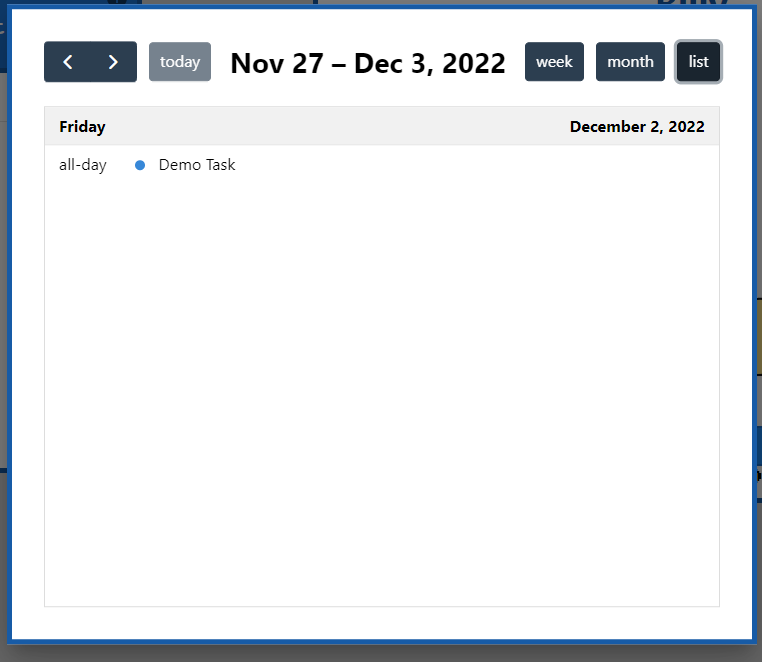 today Nov 27 – Dec 3, 2022 week month list
Friday December 2, 2022
all-day Demo Task